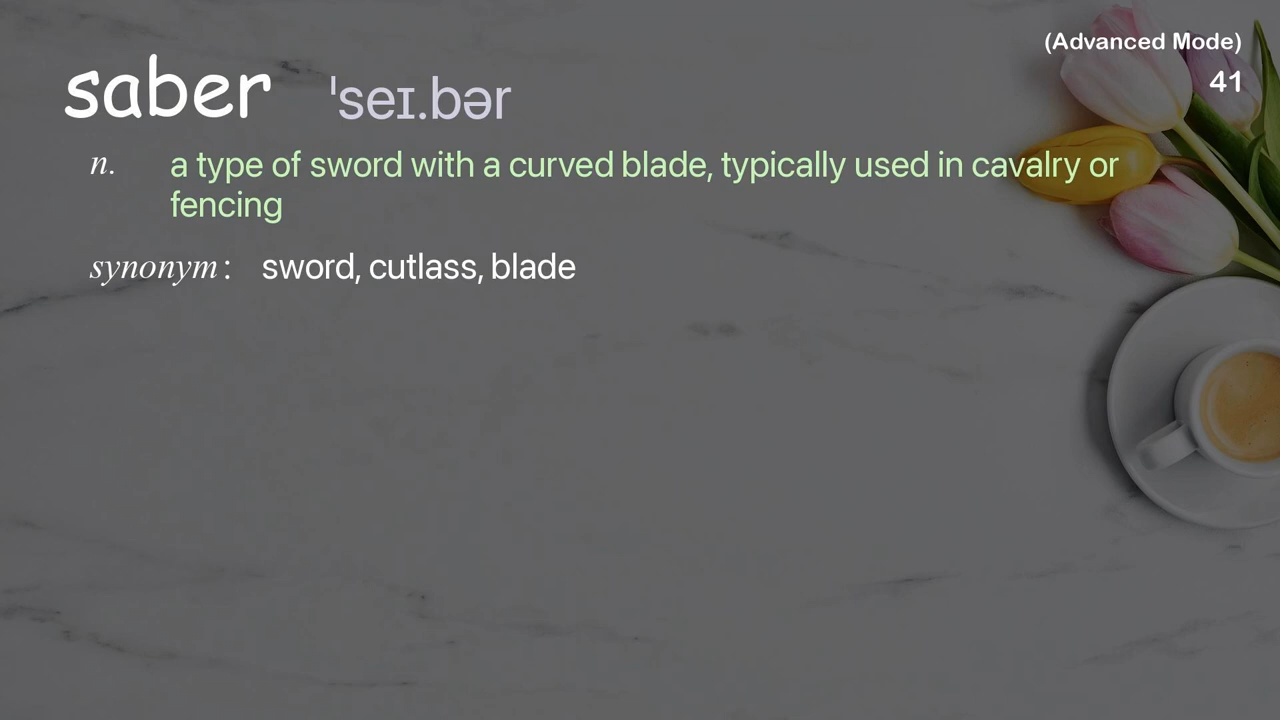 (Advanced Mode)
41
saber ˈseɪ.bər
n. a type of sword with a curved blade, typically used in cavalry or
fencing
synonym: sword, cutlass, blade